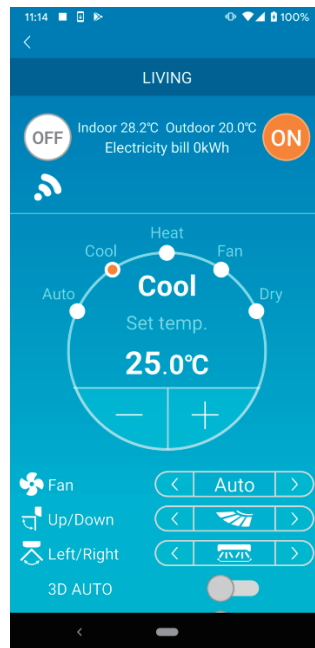 11:14 100%
LIVING
OFF
Indoor 28.2℃ Outdoor 20.0℃
Electricity bill 0kWh
ON
Heat
Cool
Fan
Auto
Cool
Dry
Set temp.
25.0℃
Fan
Auto
Up/Down
Left/Right
3D AUTO